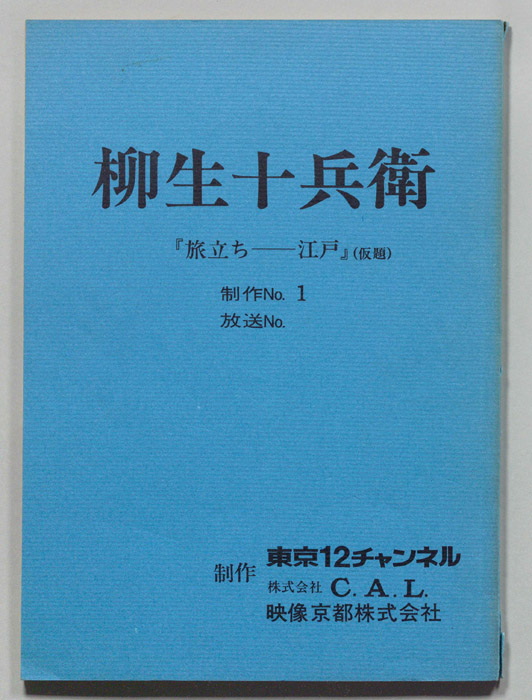 柳生十兵衛
『旅立ち――江戸』(仮題)
制作No. 1
放送No.
制作
東京12チャンネル
株式会社 C.A.L.
映像京都株式会社